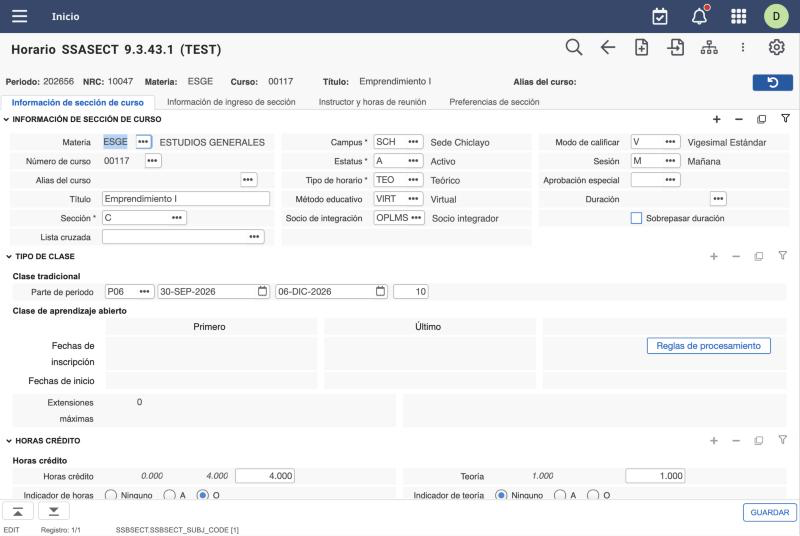 Inicio
D
Horario SSASECT 9.3.43.1 (TEST)
Periodo: 202656 NRC: 10047 Materia: ESGE Curso: 00117 Título: Emprendimiento I Alias del curso:
Información de sección de curso Información de ingreso de sección Instructor y horas de reunión Preferencias de sección
INFORMACIÓN DE SECCIÓN DE CURSO
Materia ESGE ••• ESTUDIOS GENERALES Campus * SCH ••• Sede Chiclayo Modo de calificar V ••• Vigesimal Estándar
Número de curso 00117 ••• Estatus * A ••• Activo Sesión M ••• Mañana
Alias del curso ••• Tipo de horario * TEO ••• Teórico Aprobación especial •••
Título Emprendimiento I Método educativo VIRT ••• Virtual Duración •••
Sección * C ••• Socio de integración OPLMS ••• Socio integrador Sobrepasar duración
Lista cruzada •••
TIPO DE CLASE
Clase tradicional
Parte de periodo P06 ••• 30-SEP-2026 06-DIC-2026 10
Clase de aprendizaje abierto
Primero Último
Fechas de inscripción Reglas de procesamiento
Fechas de inicio
Extensiones máximas 0
HORAS CRÉDITO
Horas crédito
Horas crédito 0.000 4.000 4.000 Teoría 1.000 1.000
Indicador de horas Ninguno A O Indicador de teoría Ninguno A O
GUARDAR
EDIT Registro: 1/1 SSBSECT.SSBSECT_SUBJ_CODE [1]